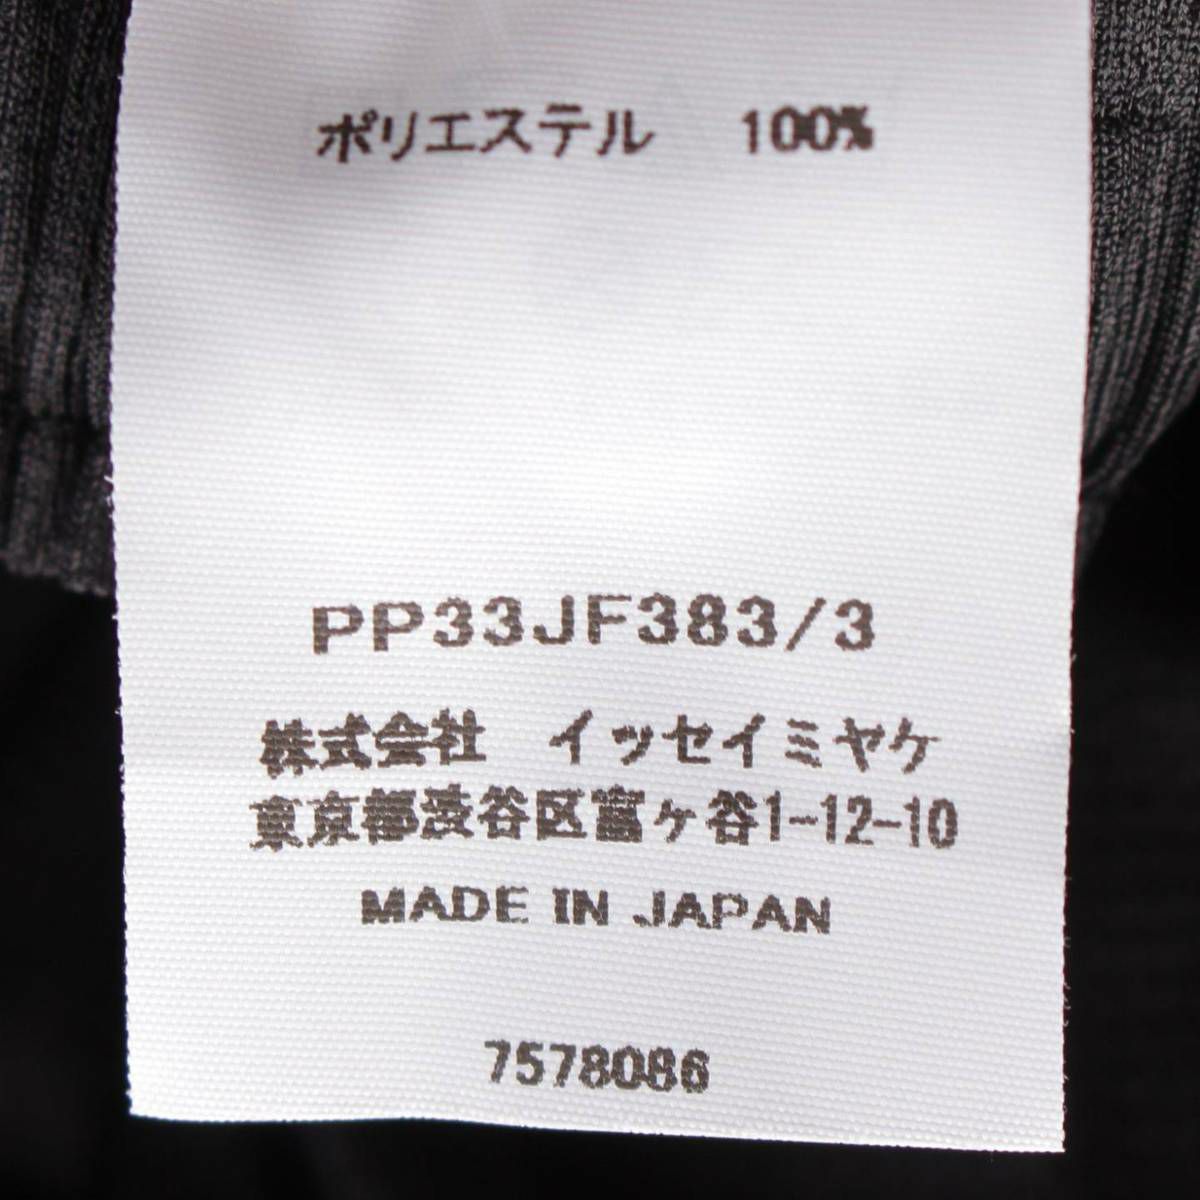 ポリエステル 100%
PP33JF383/3
株式会社 イッセイミヤケ
東京都渋谷区富ヶ谷1-12-10
MADE IN JAPAN
7578086